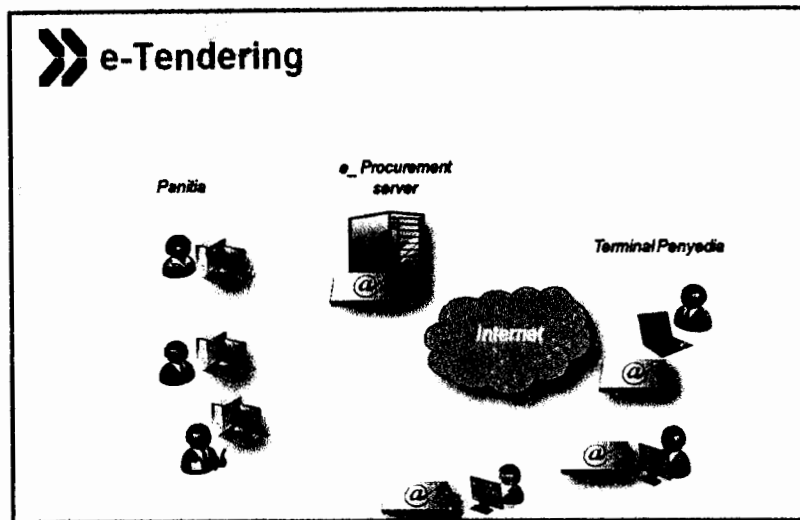 e-Tendering
e_ Procurement
server
Panitia
Terminal Penyedia
Internet
@
@
@
@